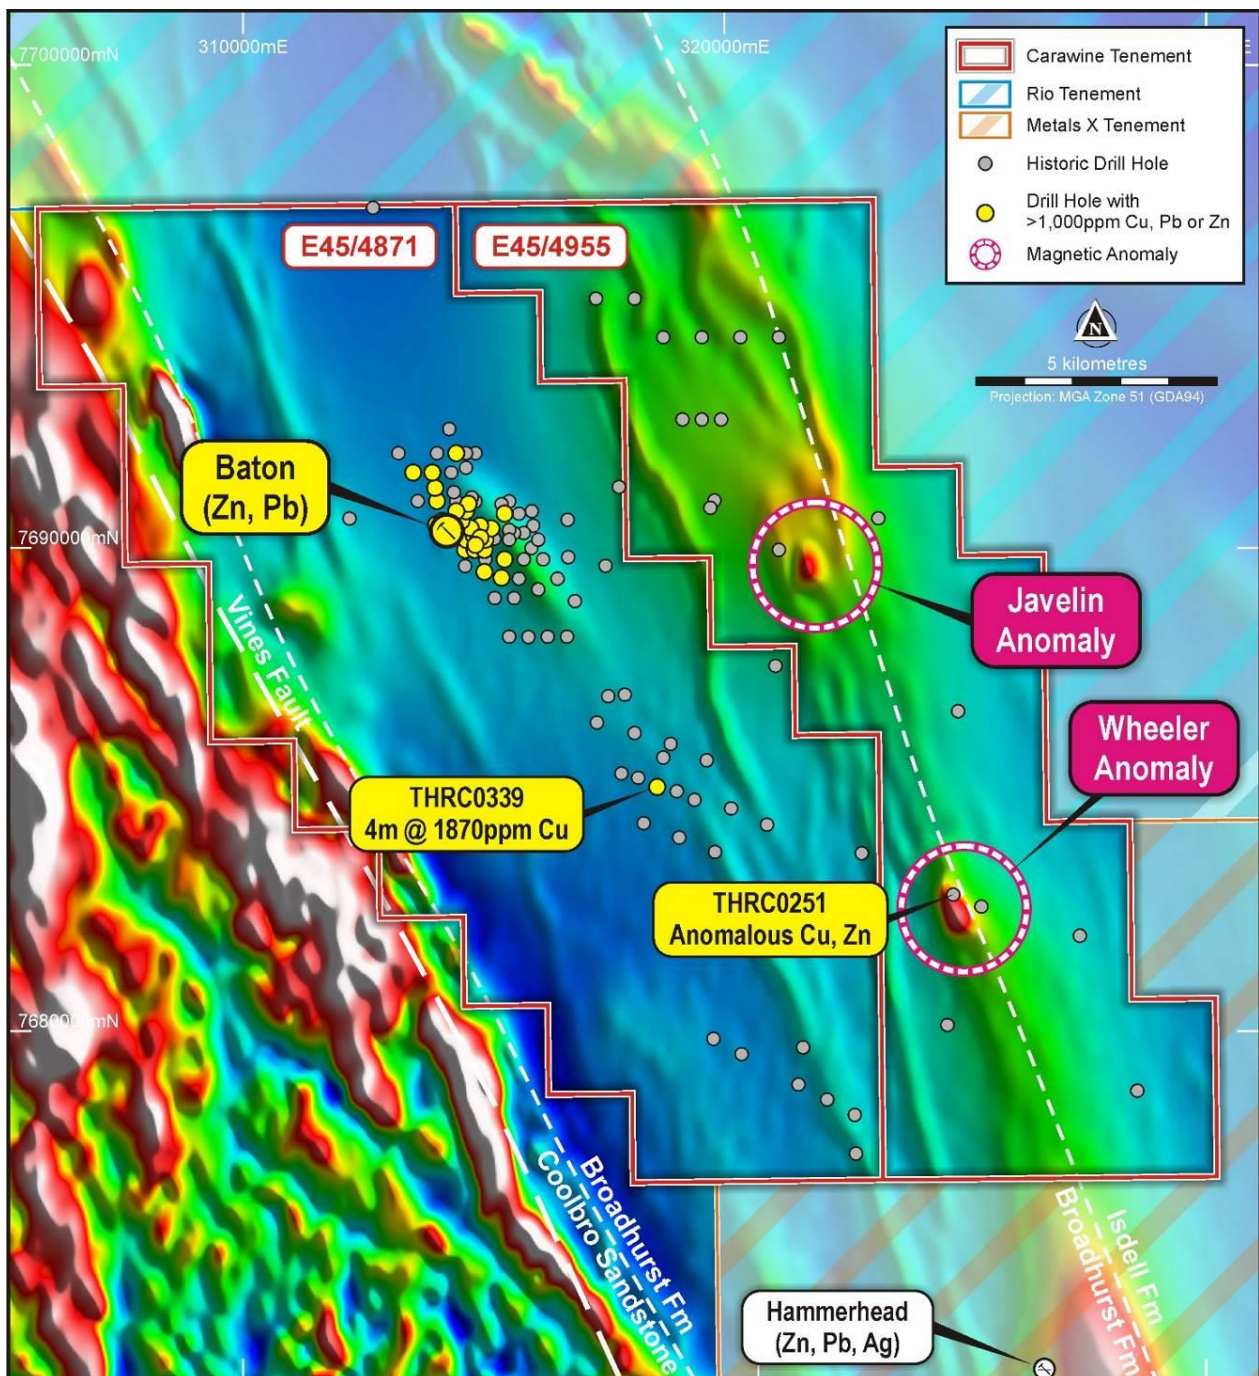 7700000mN
310000mE
320000mE
E
Carawine Tenement
Rio Tenement
Metals X Tenement
Historic Drill Hole
Drill Hole with
>1,000ppm Cu, Pb or Zn
Magnetic Anomaly
N
5 kilometres
Projection: MGA Zone 51 (GDA94)
E45/4871
E45/4955
Baton
(Zn, Pb)
7690000mN
Javelin
Anomaly
Vines Fault
Wheeler
Anomaly
THRC0339
4m @ 1870ppm Cu
THRC0251
Anomalous Cu, Zn
7680000mN
Broadhurst Fm
Coolbro Sandstone
Isdell Fm
Broadhurst Fm
Hammerhead
(Zn, Pb, Ag)